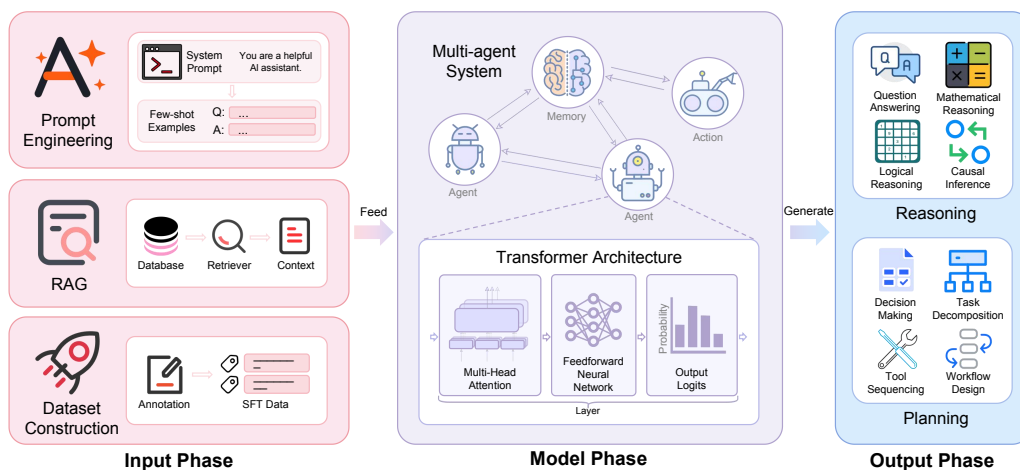 Prompt
Engineering
System
Prompt
You are a helpful
AI assistant.
Few-shot
Examples
Q:
...
A:
...
RAG
Database
Retriever
Context
Dataset
Construction
Annotation
SFT Data
Input Phase
Feed
Multi-agent
System
Memory
Action
Agent
Agent
Transformer Architecture
Multi-Head
Attention
Feedforward
Neural
Network
Probability
Output
Logits
Layer
Model Phase
Generate
Q
A
Question
Answering
Mathematical
Reasoning
Logical
Reasoning
Causal
Inference
Reasoning
Decision
Making
Task
Decomposition
Tool
Sequencing
Workflow
Design
Planning
Output Phase